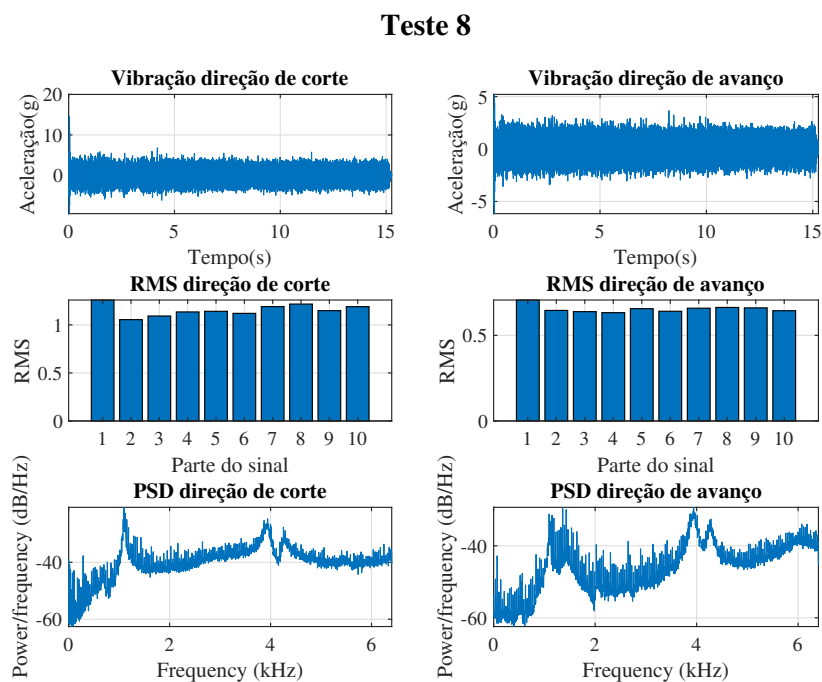 Teste 8
Vibração direção de corte
Aceleração(g)
20
10
0
0 5 10 15
Tempo(s)
Vibração direção de avanço
Aceleração(g)
5
0
-5
0 5 10 15
Tempo(s)
RMS direção de corte
RMS
1
0.5
0
1 2 3 4 5 6 7 8 9 10
Parte do sinal
RMS direção de avanço
RMS
0.5
0
1 2 3 4 5 6 7 8 9 10
Parte do sinal
PSD direção de corte
Power/frequency (dB/Hz)
-40
-60
0 2 4 6
Frequency (kHz)
PSD direção de avanço
Power/frequency (dB/Hz)
-40
-60
0 2 4 6
Frequency (kHz)